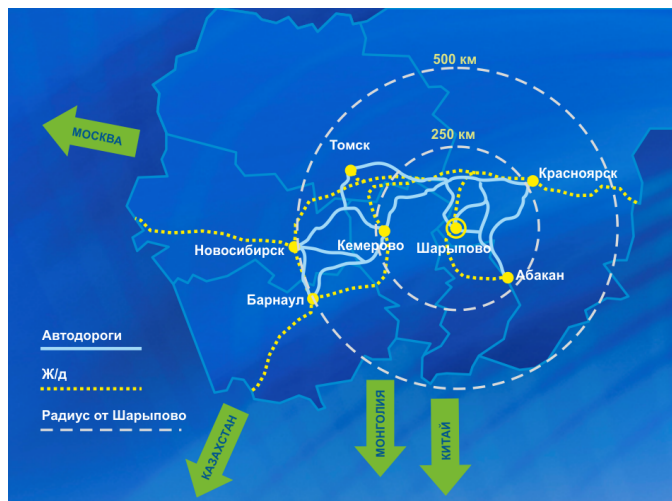 500 км
250 км
МОСКВА
Томск
Красноярск
Новосибирск
Кемерово
Шарыпово
Абакан
Барнаул
Автодороги
Ж/д
Радиус от Шарыпово
КАЗАХСТАН
МОНГОЛИЯ
КИТАЙ